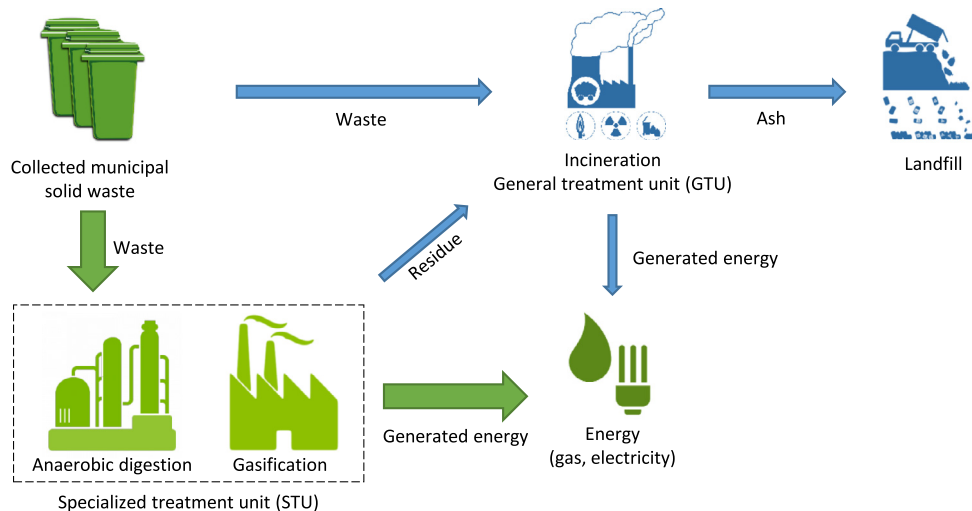 Waste
Ash
Collected municipal
solid waste
Incineration
General treatment unit (GTU)
Landfill
Waste
Residue
Generated energy
Anaerobic digestion
Gasification
Generated energy
Energy
(gas, electricity)
Specialized treatment unit (STU)